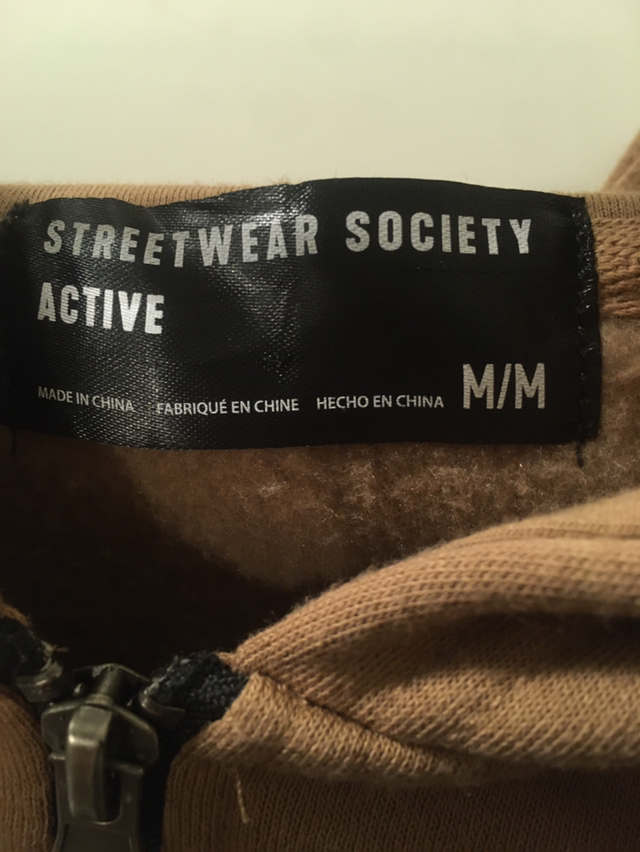 STREETWEAR SOCIETY
ACTIVE
MADE IN CHINA FABRIQUÉ EN CHINE HECHO EN CHINA M/M